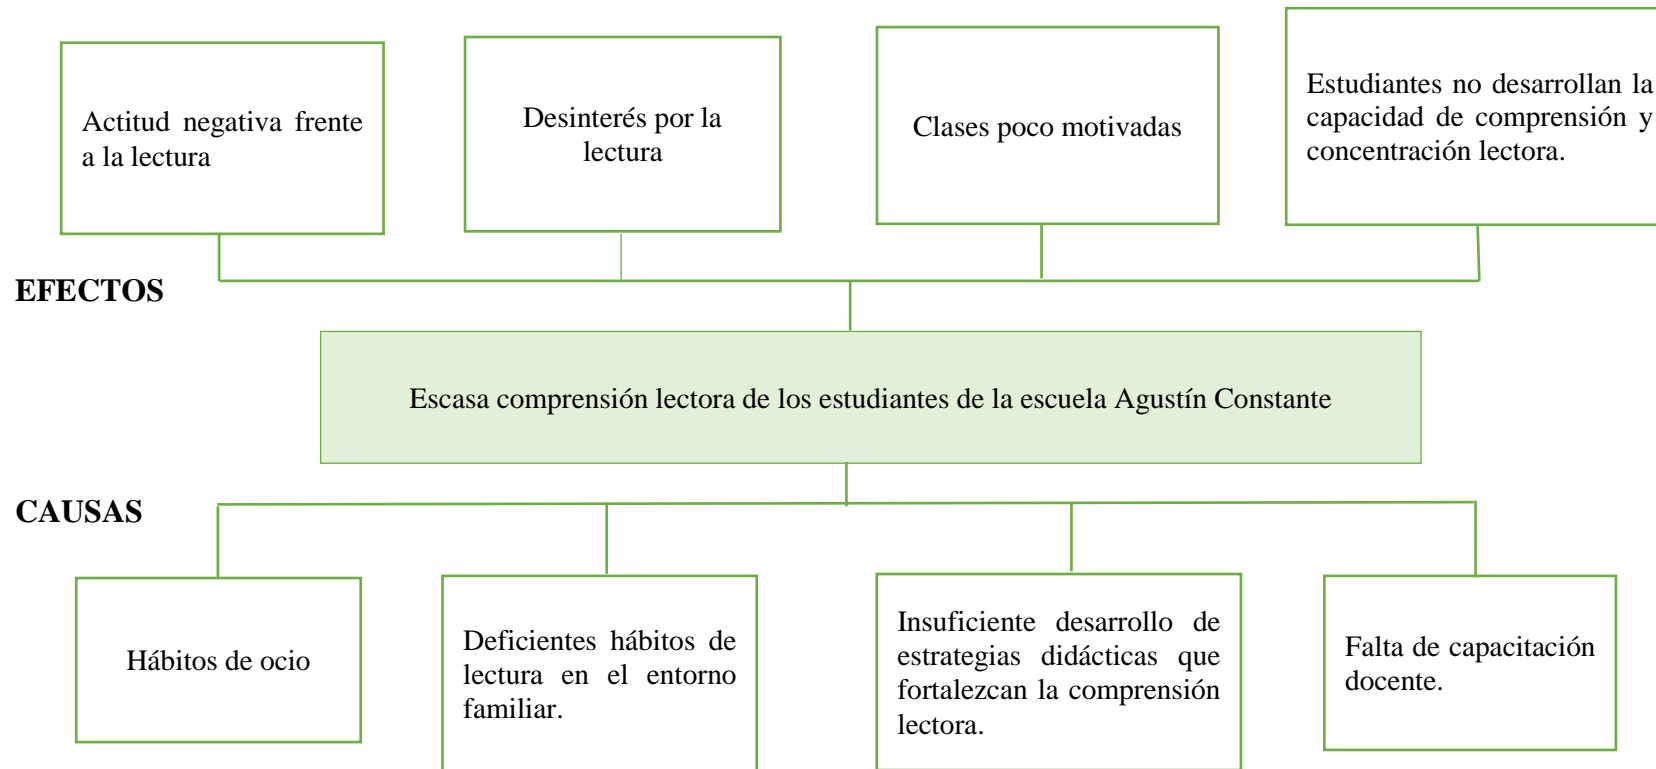 Actitud negativa frente
a la lectura
Desinterés por la
lectura
Clases poco motivadas
Estudiantes no desarrollan la
capacidad de comprensión y
concentración lectora.
EFECTOS
Escasa comprensión lectora de los estudiantes de la escuela Agustín Constante
CAUSAS
Hábitos de ocio
Deficientes hábitos de
lectura en el entorno
familiar.
Insuficiente desarrollo de
estrategias didácticas que
fortalezcan la comprensión
lectora.
Falta de capacitación
docente.